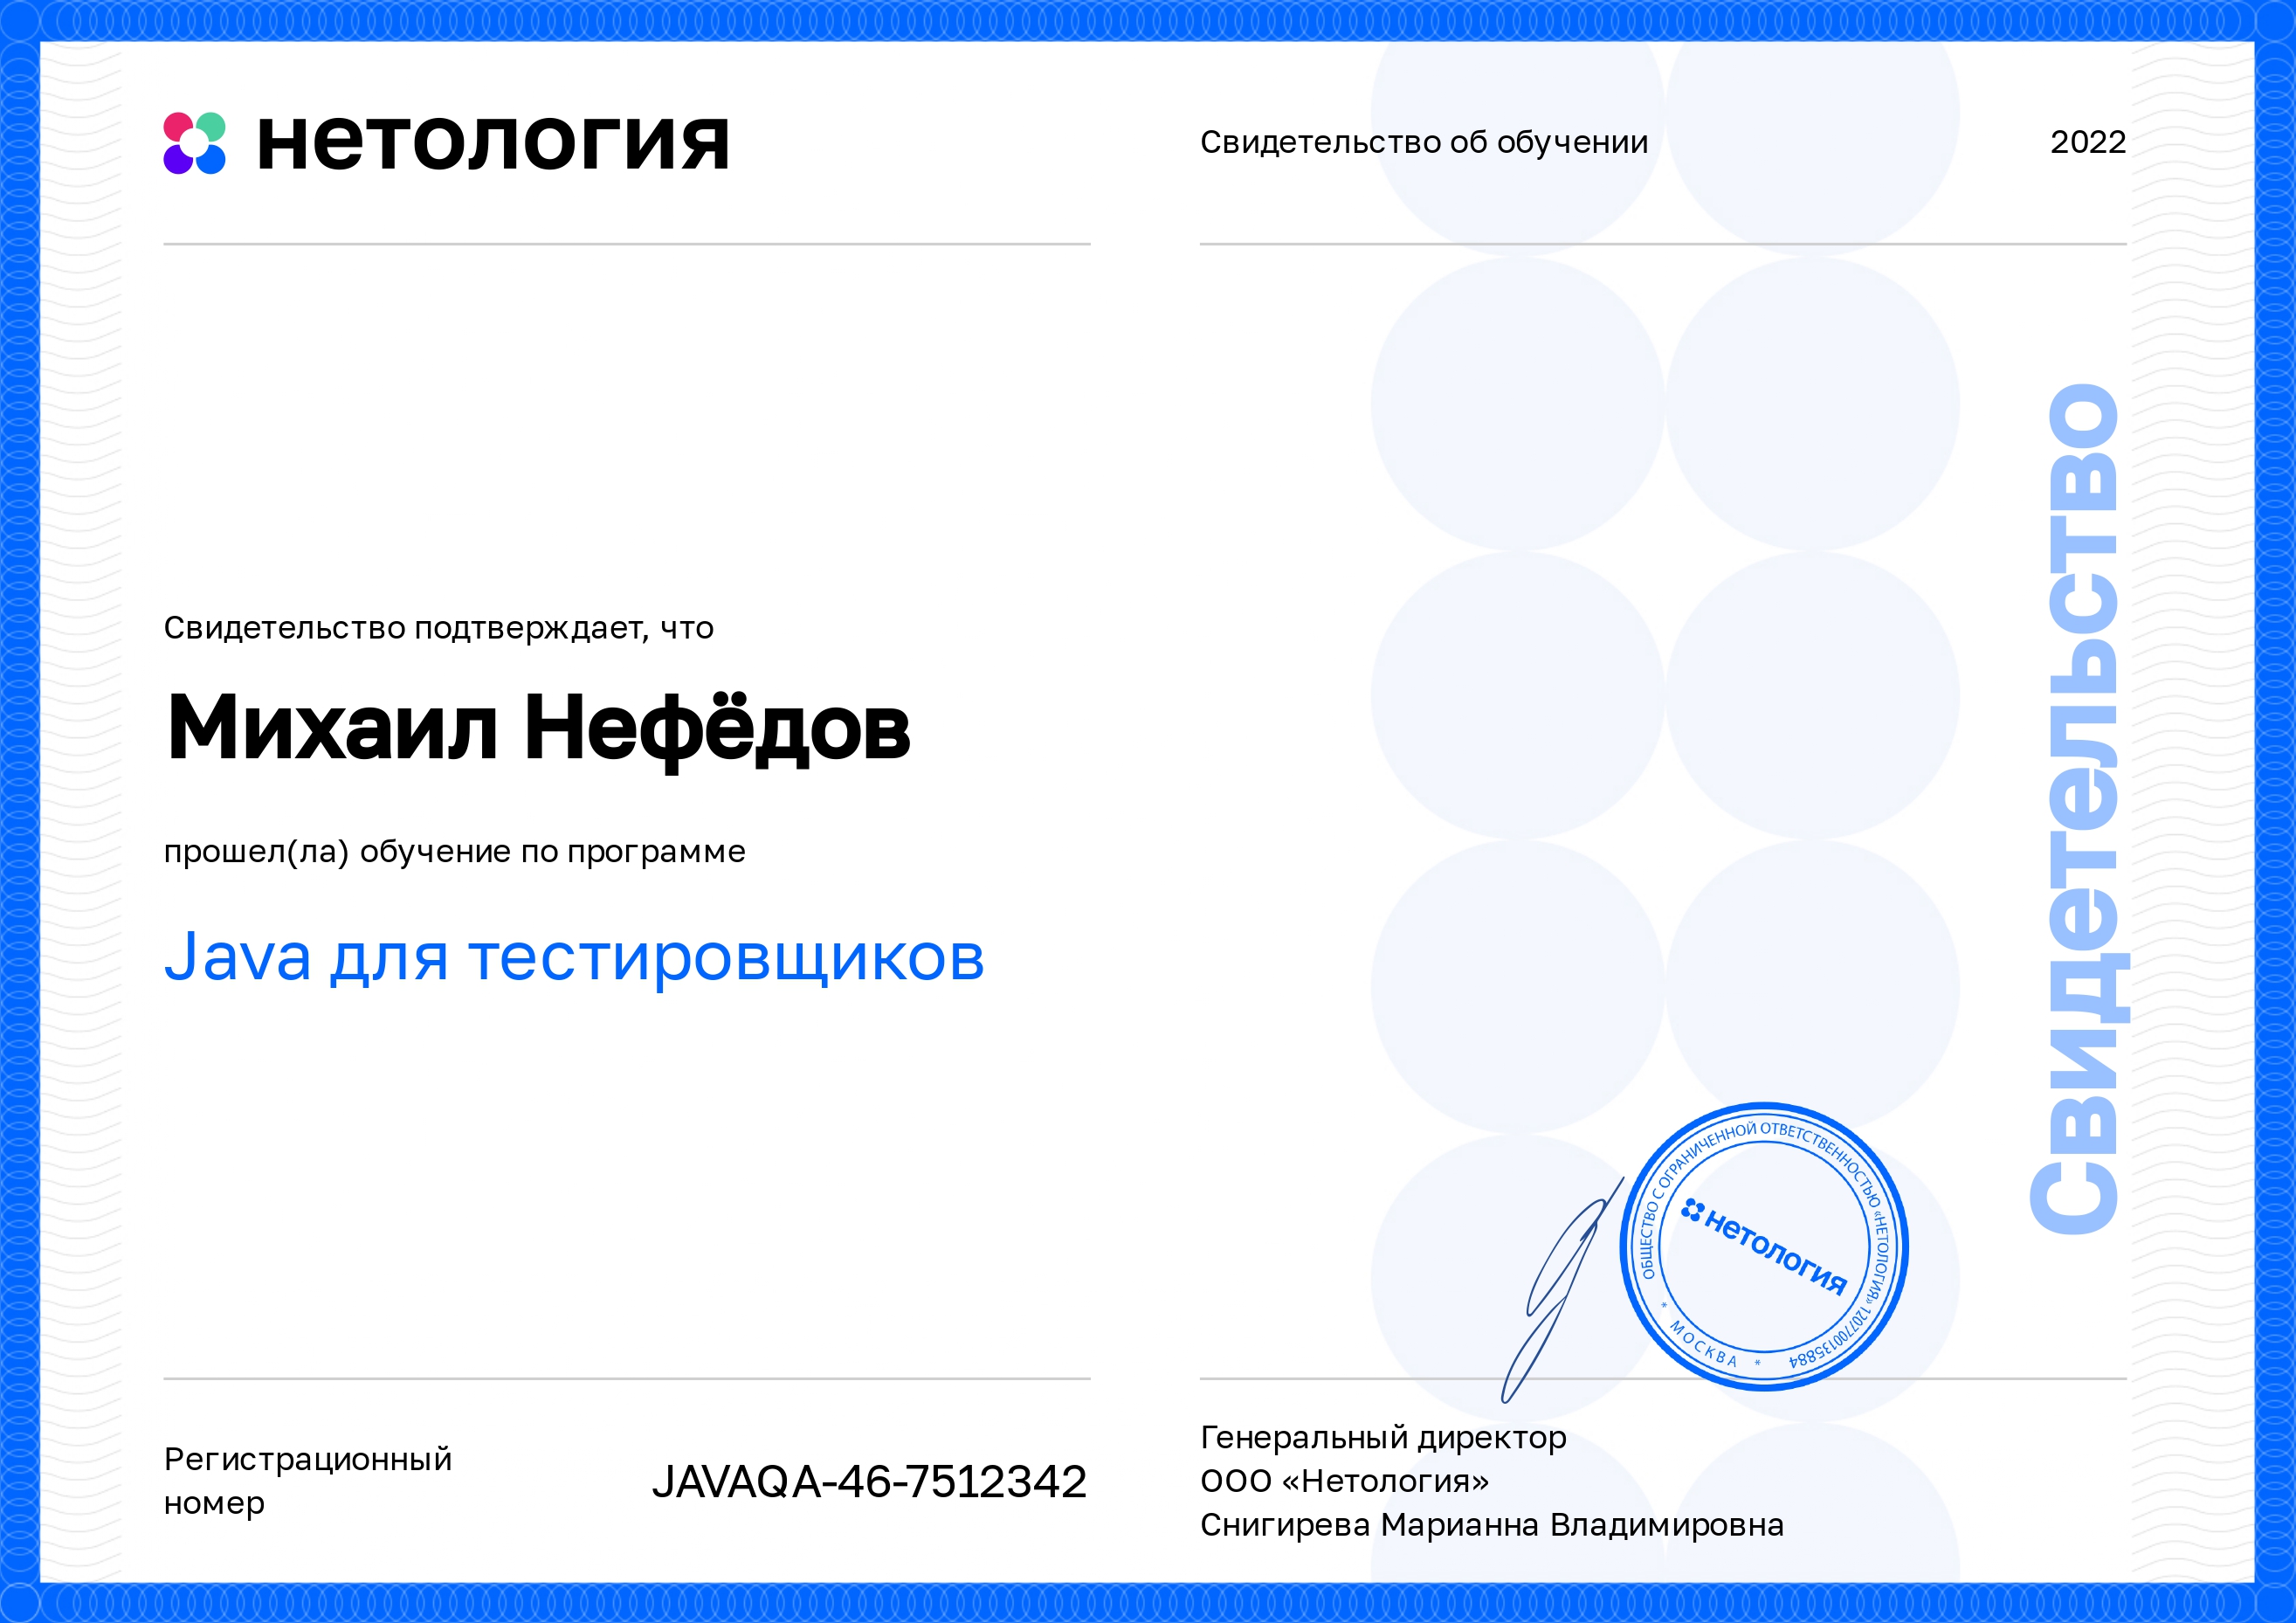 нетология
Свидетельство об обучении
2022
Свидетельство подтверждает, что
Михаил Нефёдов
прошел(ла) обучение по программе
Java для тестировщиков
Свидетельство
ОБЩЕСТВО С ОГРАНИЧЕННОЙ ОТВЕТСТВЕННОСТЬЮ «НЕТОЛОГИЯ» 1207700135884
* МОСКВА *
нетология
Регистрационный
номер
JAVAQA-46-7512342
Генеральный директор
ООО «Нетология»
Снигирева Марианна Владимировна